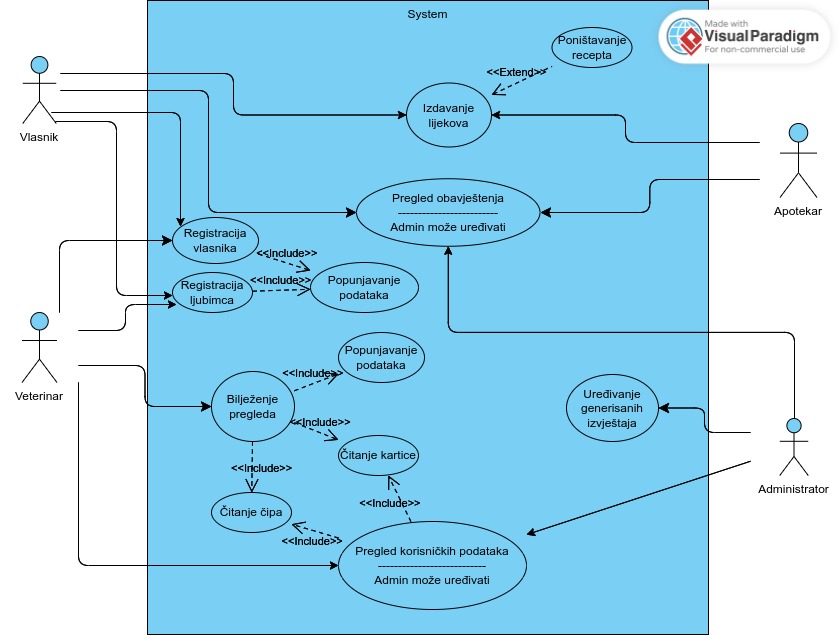 System
Made with
VisualParadigm
For non-commercial use
Poništavanje
recepta
<<Extend>>
Izdavanje
lijekova
Vlasnik
Apotekar
Pregled obavještenja
--------------------------
Admin može uređivati
Registracija
vlasnika
<<Include>>
Registracija
ljubimca
<<Include>>
Popunjavanje
podataka
Veterinar
Popunjavanje
podataka
<<Include>>
Bilježenje
pregleda
<<Include>>
Uređivanje
generisanih
izvještaja
Čitanje kartice
<<Include>>
Administrator
<<Include>>
Čitanje čipa
<<Include>>
Pregled korisničkih podataka
----------------------------
Admin može uređivati